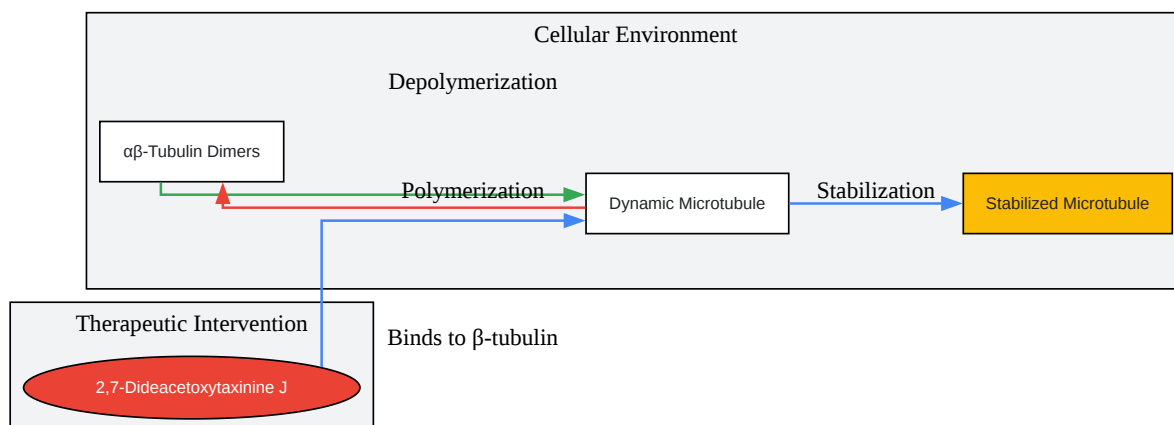 Cellular Environment
Depolymerization
αβ-Tubulin Dimers
Polymerization
Dynamic Microtubule
Stabilization
Stabilized Microtubule
Therapeutic Intervention
Binds to β-tubulin
2,7-Dideacetoxytaxinine J